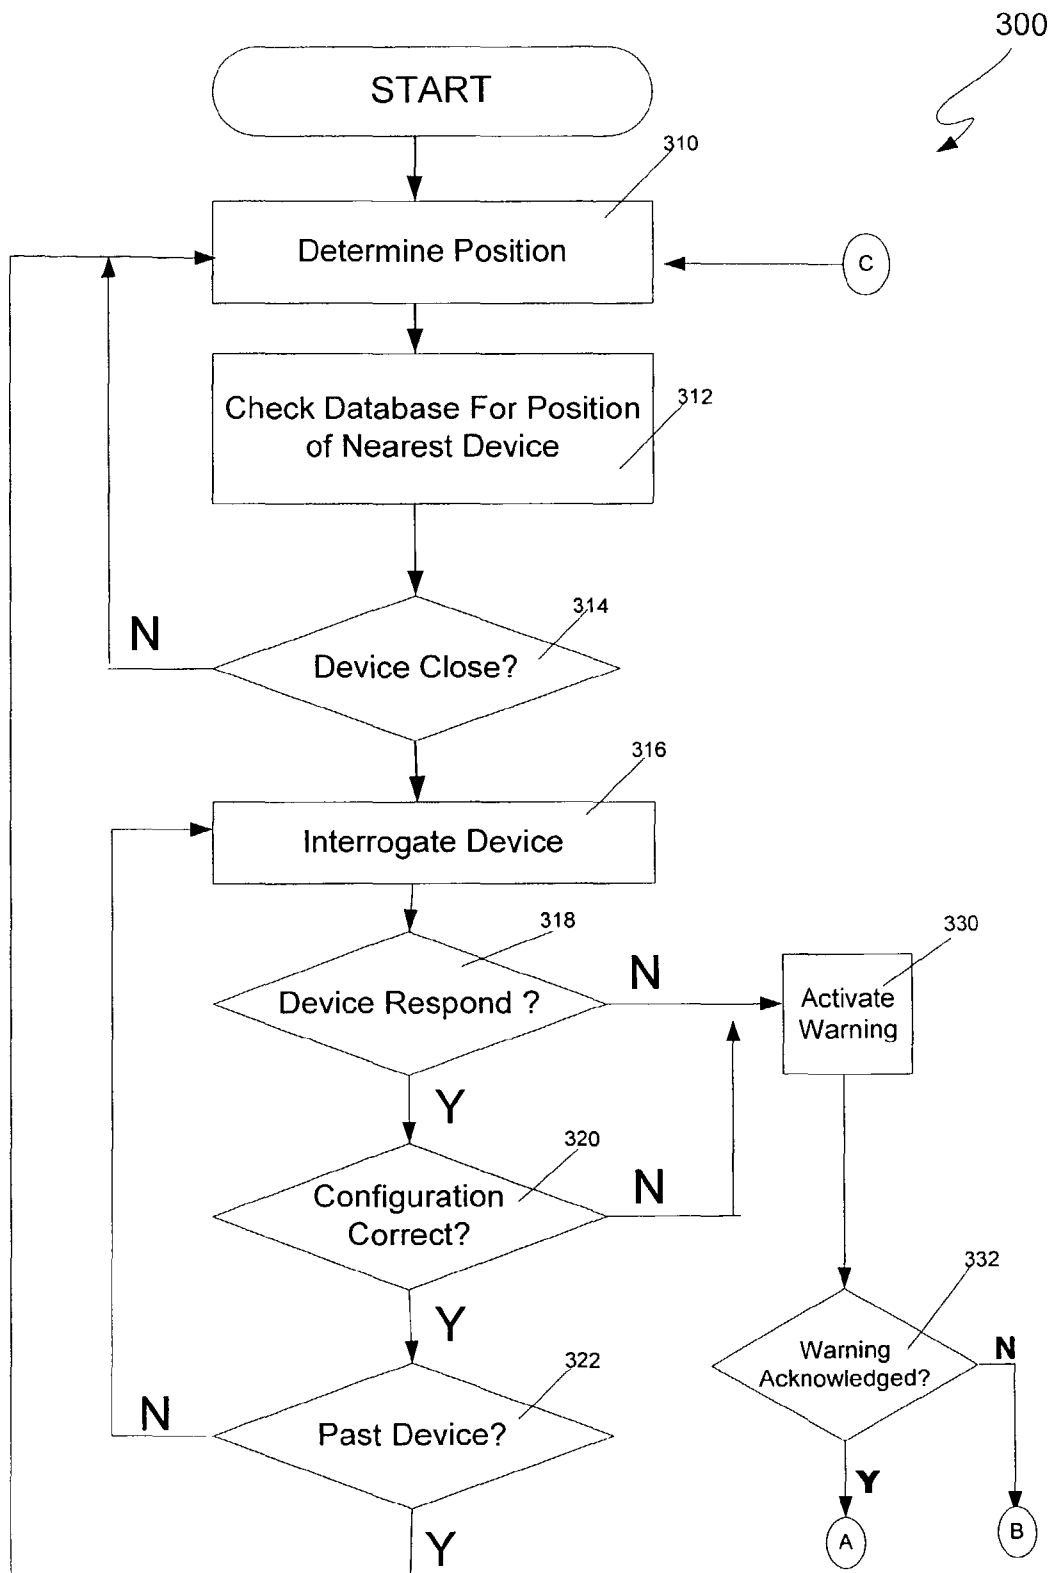 300
START
310
Determine Position
C
Check Database For Position
of Nearest Device
312
314
N
Device Close?
316
Interrogate Device
318
Device Respond ?
N
330
Activate
Warning
Y
320
Configuration
Correct?
N
332
Warning
Acknowledged?
N
Y
322
Past Device?
N
Y
Y
A
B